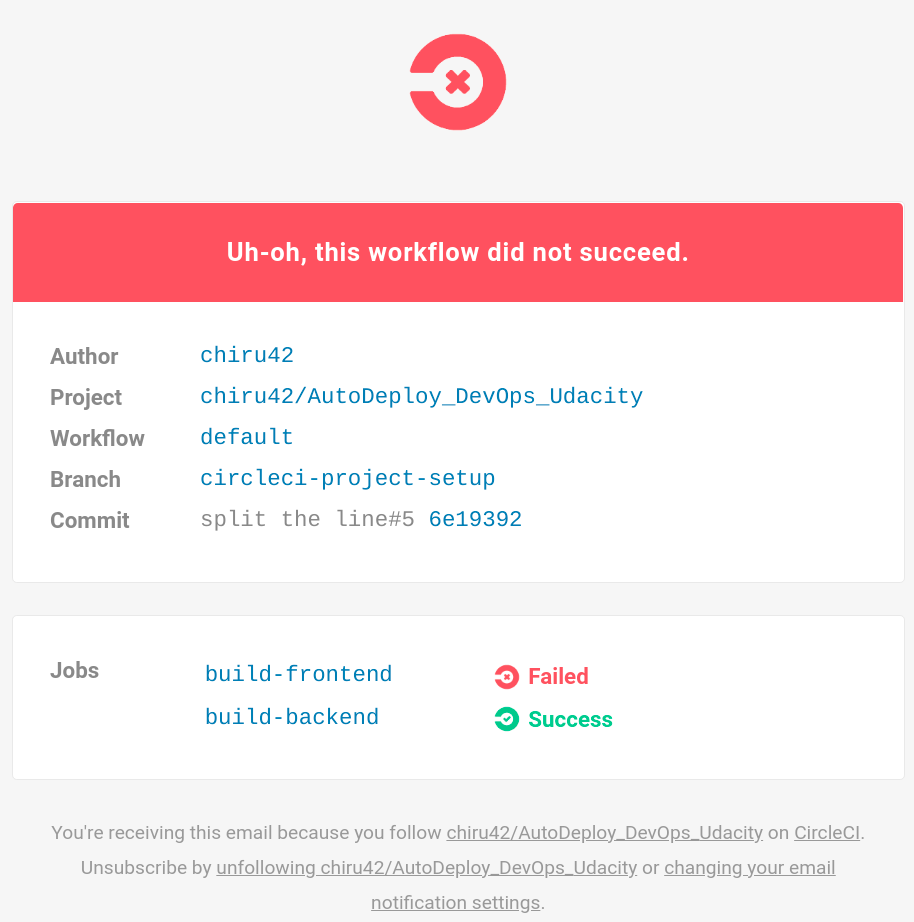 Uh-oh, this workflow did not succeed.
Author chiru42
Project chiru42/AutoDeploy_DevOps_Udacity
Workflow default
Branch circleci-project-setup
Commit split the line#5 6e19392
Jobs build-frontend Failed
build-backend Success
You're receiving this email because you follow chiru42/AutoDeploy_DevOps_Udacity on CircleCI.
Unsubscribe by unfollowing chiru42/AutoDeploy_DevOps_Udacity or changing your email
notification settings.